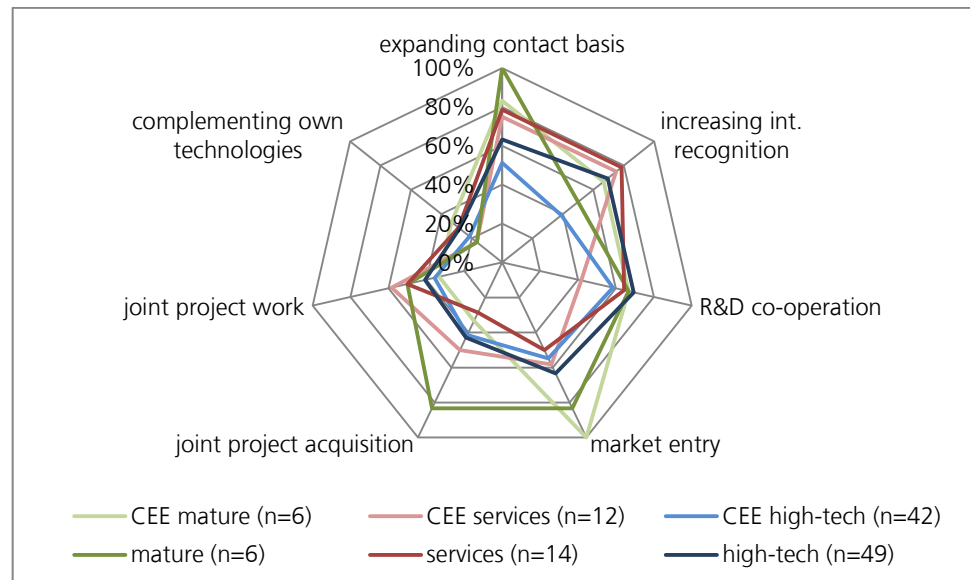 expanding contact basis
100%
80%
60%
40%
20%
0%
increasing int.
recognition
R&D co-operation
market entry
joint project acquisition
joint project work
complementing own
technologies
CEE mature (n=6)
CEE services (n=12)
CEE high-tech (n=42)
mature (n=6)
services (n=14)
high-tech (n=49)